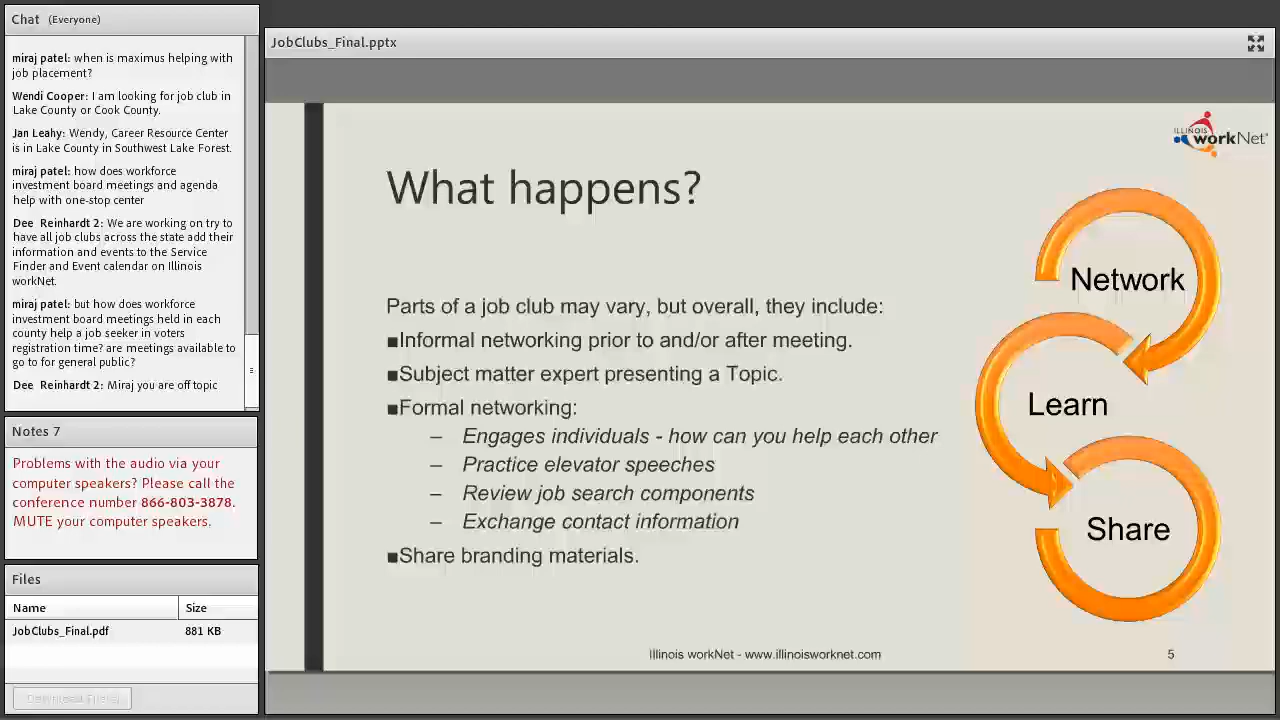 Chat (Everyone)
miraj patel: when is maximus helping with
job placement?
Wendi Cooper: I am looking for job club in
Lake County or Cook County.
Jan Leahy: Wendy, Career Resource Center
is in Lake County in Southwest Lake Forest.
miraj patel: how does workforce
investment board meetings and agenda
help with one-stop center
Dee Reinhardt 2: We are working on try to
have all job clubs across the state add their
information and events to the Service
Finder and Event calendar on Illinois
workNet.
miraj patel: but how does workforce
investment board meetings held in each
county help a job seeker in voters
registration time? are meetings available to
go to for general public?
Dee Reinhardt 2: Miraj you are off topic
Notes 7
Problems with the audio via your
computer speakers? Please call the
conference number 866-803-3878.
MUTE your computer speakers.
Files
Name Size
JobClubs_Final.pdf 881 KB
JobClubs_Final.pptx
ILLINOIS
workNet®
What happens?
Parts of a job club may vary, but overall, they include:
■Informal networking prior to and/or after meeting.
■Subject matter expert presenting a Topic.
■Formal networking:
– Engages individuals - how can you help each other
– Practice elevator speeches
– Review job search components
– Exchange contact information
■Share branding materials.
Network
Learn
Share
Illinois workNet - www.illinoisworknet.com
5